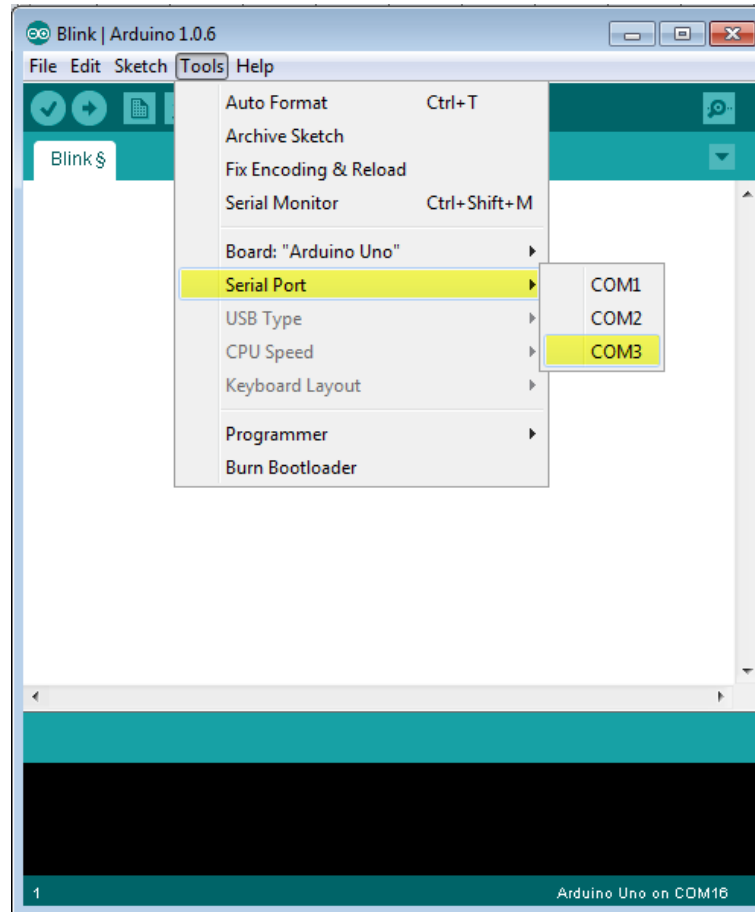 Blink | Arduino 1.0.6
File Edit Sketch Tools Help
Auto Format Ctrl+T
Archive Sketch
Blink §
Fix Encoding & Reload
Serial Monitor Ctrl+Shift+M
Board: "Arduino Uno"
Serial Port
COM1
USB Type
COM2
CPU Speed
COM3
Keyboard Layout
Programmer
Burn Bootloader
1 Arduino Uno on COM16